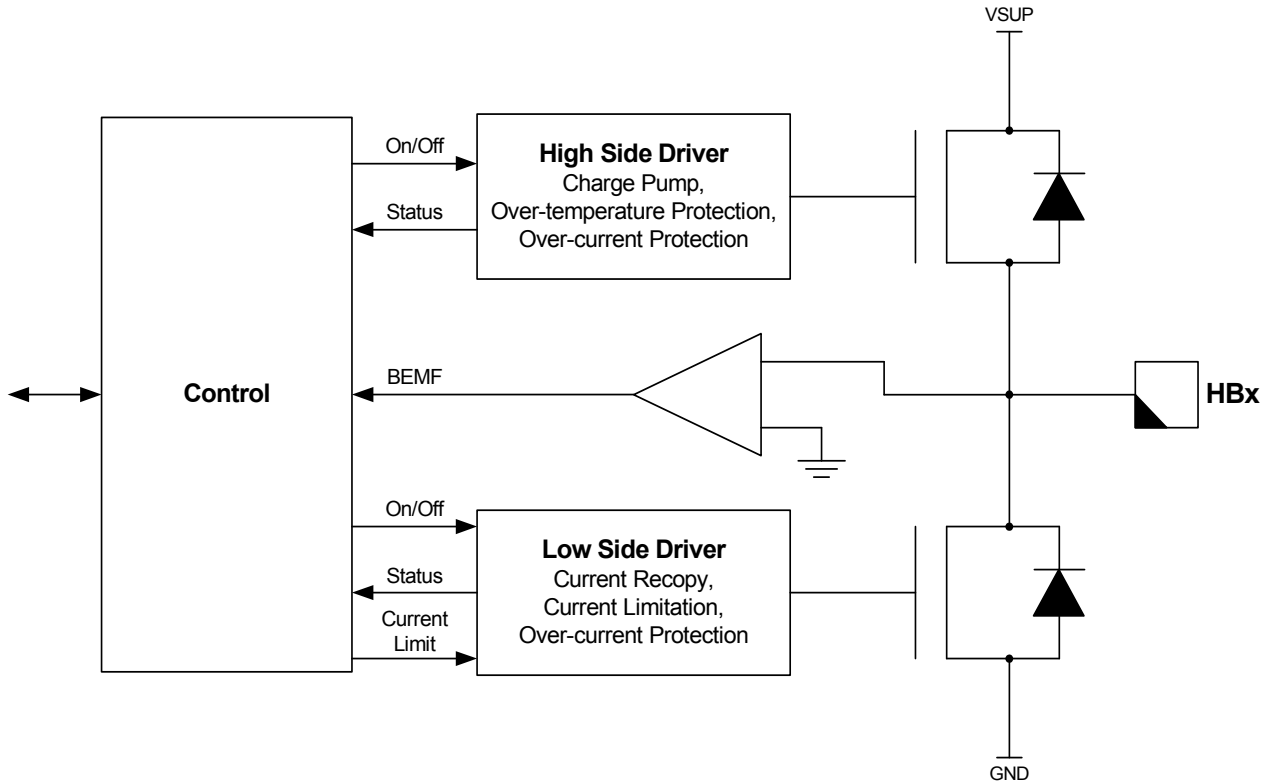 VSUP
On/Off
Status
High Side Driver
Charge Pump,
Over-temperature Protection,
Over-current Protection
Control
BEMF
HBx
On/Off
Status
Current
Limit
Low Side Driver
Current Recopy,
Current Limitation,
Over-current Protection
GND